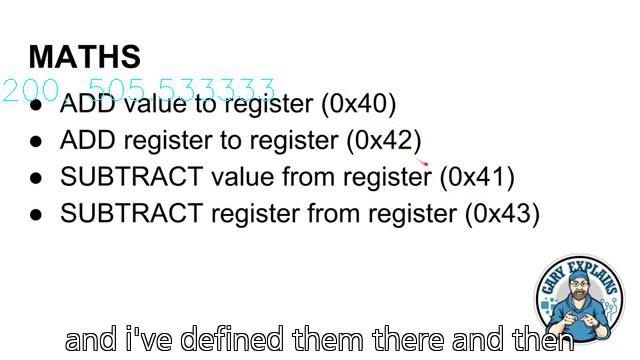 MATHS
200, 505.533333
● ADD value to register (0x40)
● ADD register to register (0x42)
● SUBTRACT value from register (0x41)
● SUBTRACT register from register (0x43)
GARY EXPLAINS
and i've defined them there and then